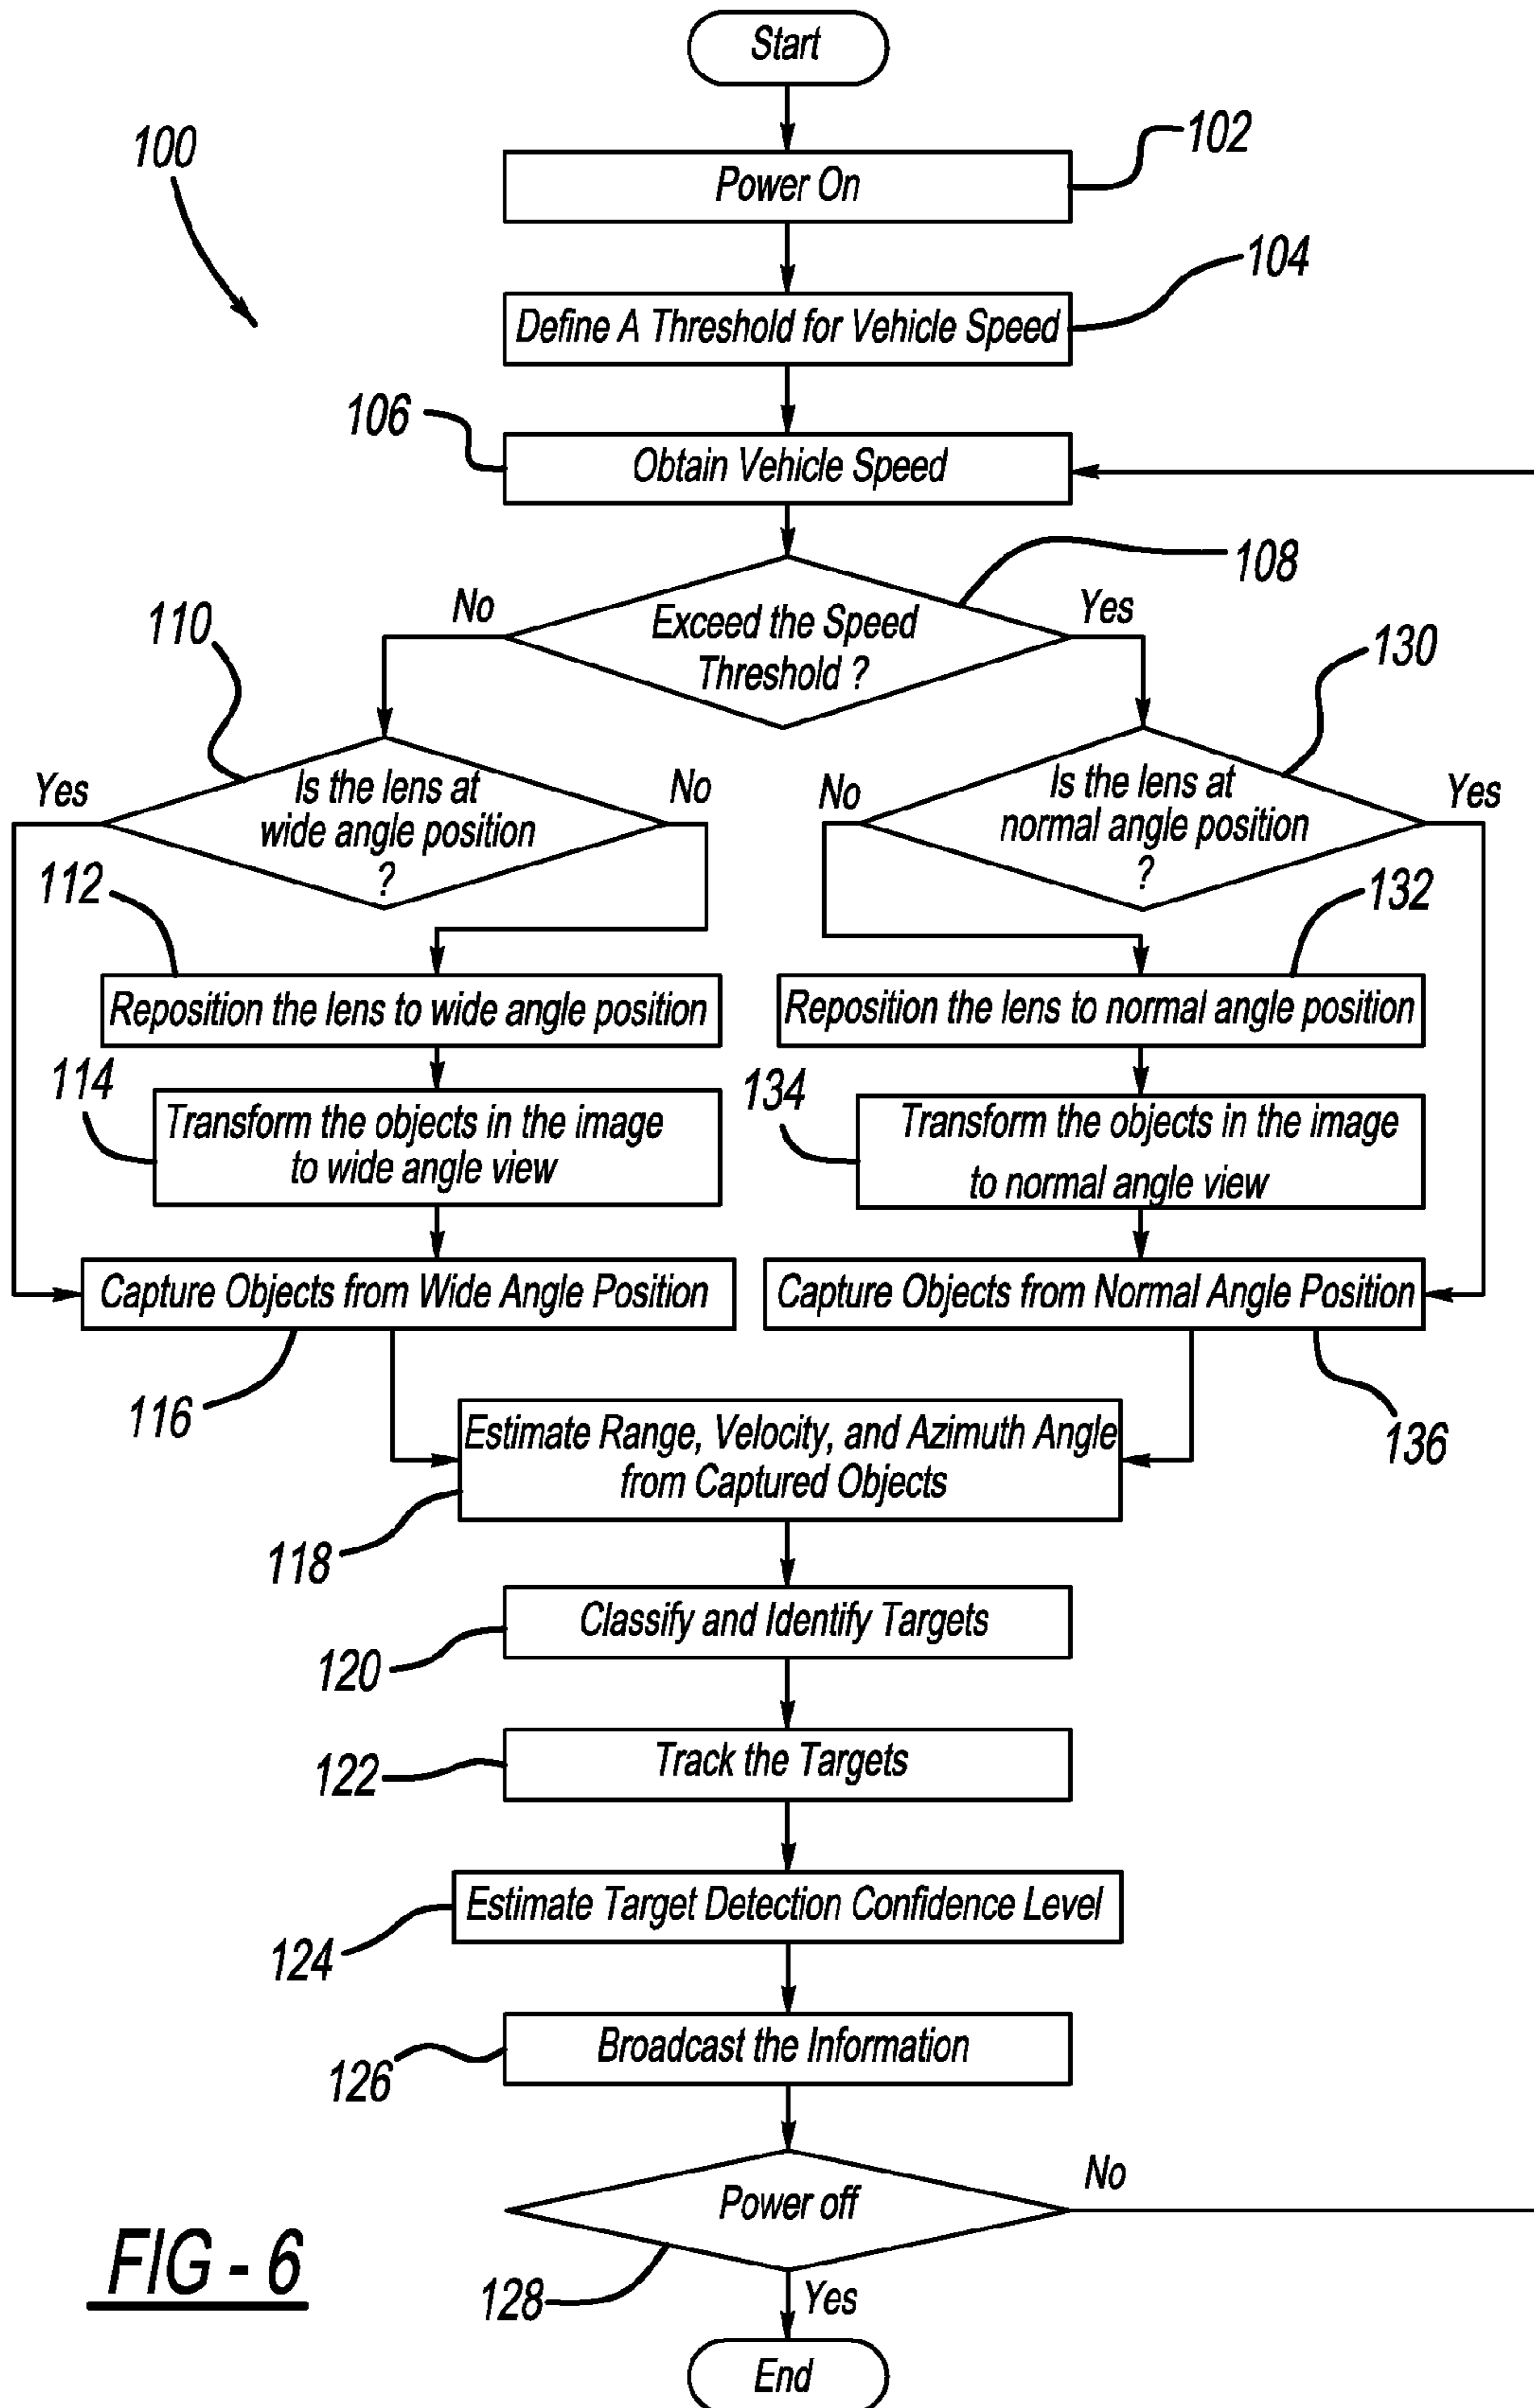 Start
100
102
Power On
104
Define A Threshold for Vehicle Speed
106
Obtain Vehicle Speed
108
No
Yes
Exceed the Speed
Threshold ?
110
130
Yes
Is the lens at
wide angle position
?
No
No
Is the lens at
normal angle position
?
Yes
112
132
Reposition the lens to wide angle position
Reposition the lens to normal angle position
114
134
Transform the objects in the image
to wide angle view
Transform the objects in the image
to normal angle view
Capture Objects from Wide Angle Position
Capture Objects from Normal Angle Position
116
136
Estimate Range, Velocity, and Azimuth Angle
from Captured Objects
118
Classify and Identify Targets
120
Track the Targets
122
Estimate Target Detection Confidence Level
124
Broadcast the Information
126
Power off
No
128
Yes
End
FIG - 6